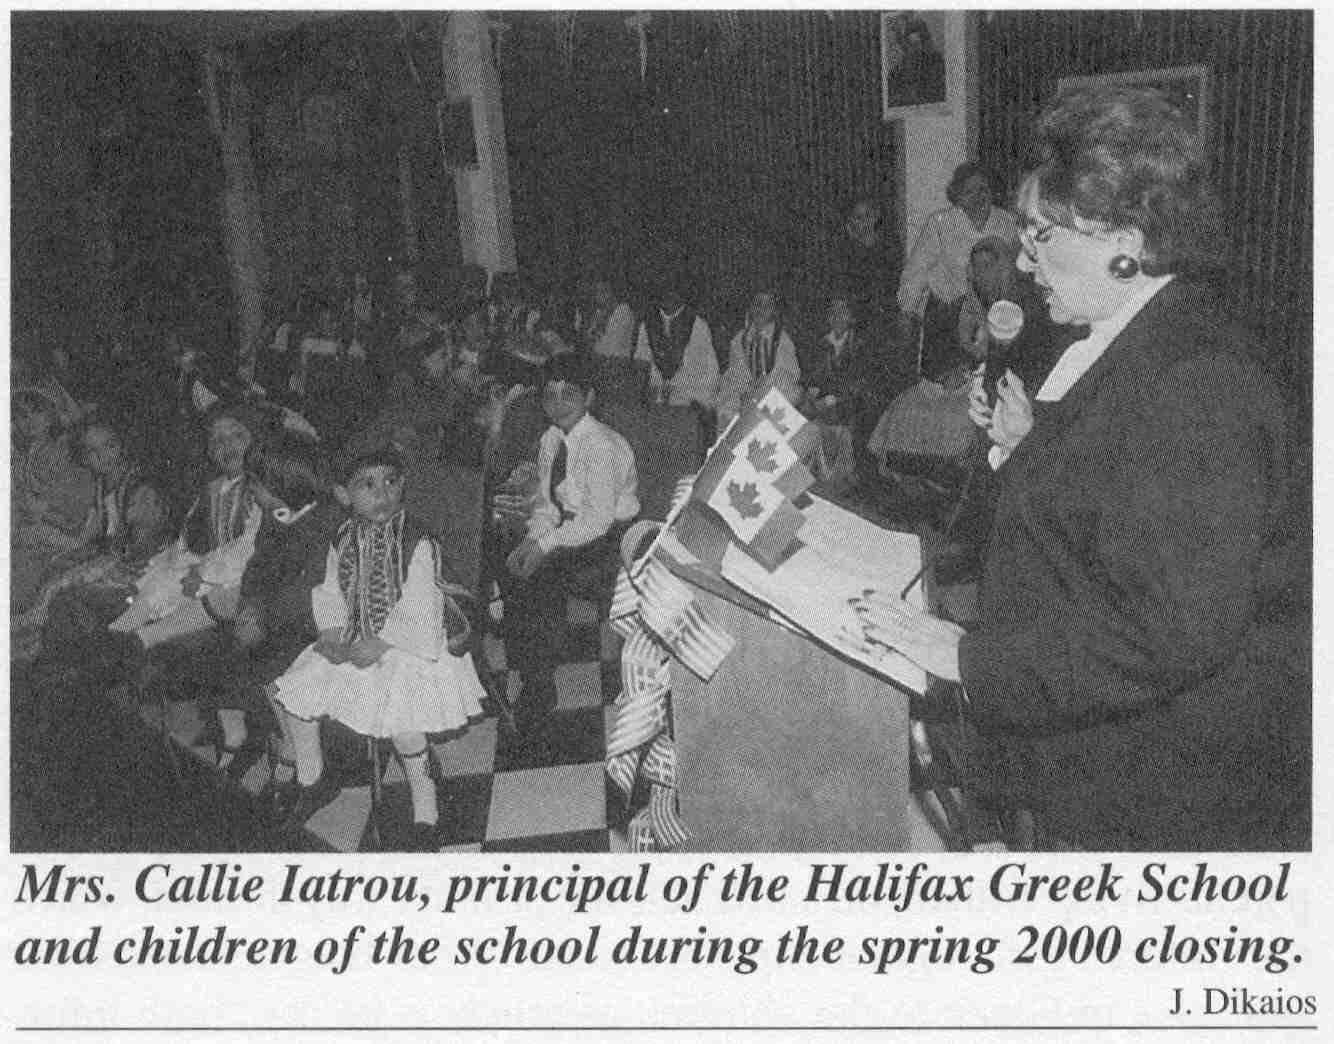 Mrs. Callie Iatrou, principal of the Halifax Greek School
and children of the school during the spring 2000 closing.
J. Dikaios